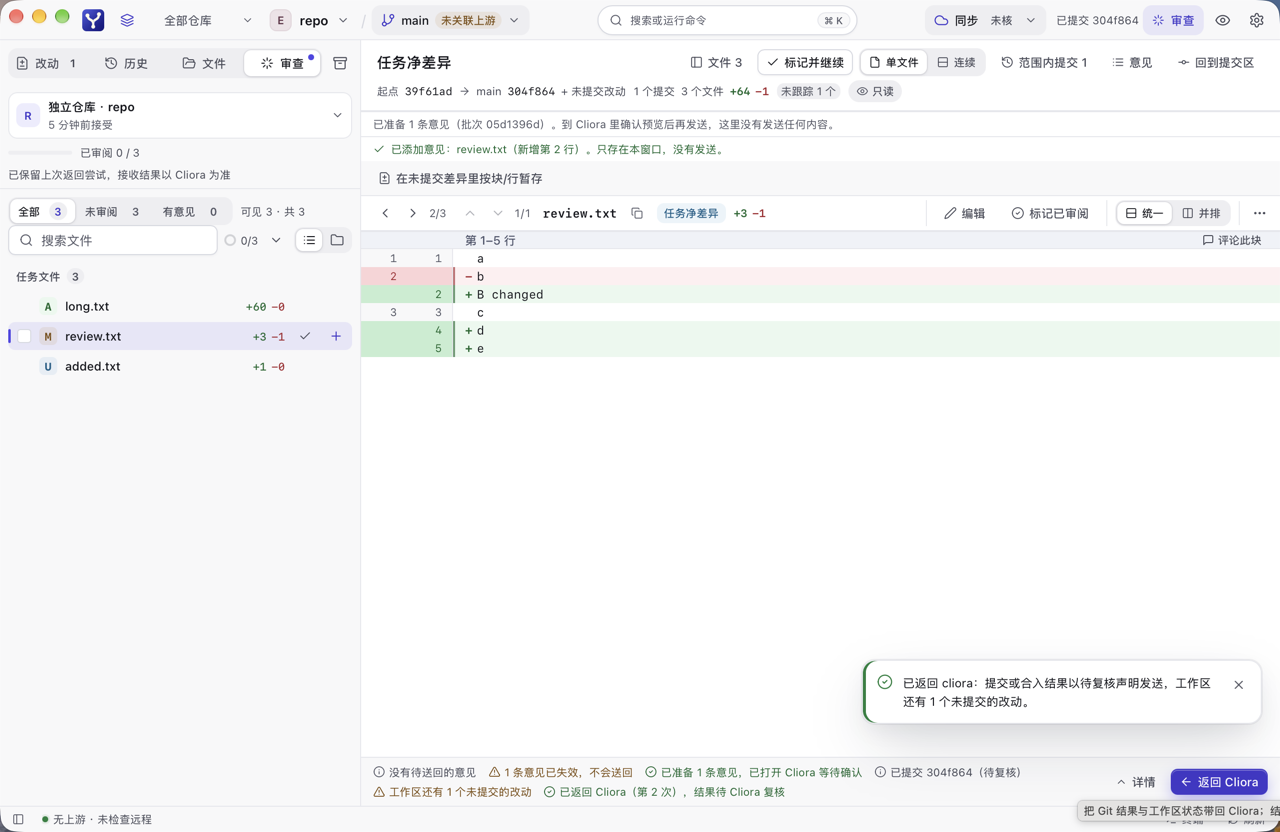 全部仓库 E repo / main 未关联上游 搜索或运行命令 ⌘ K 同步 未核 已提交 304f864 审查
改动 1 历史 文件 审查
任务净差异 文件 3 标记并继续 单文件 连续 范围内提交 1 意见 回到提交区
起点 39f61ad → main 304f864 + 未提交改动 1 个提交 3 个文件 +64 −1 未跟踪 1 个 只读
R 独立仓库 · repo
5 分钟前接受
已审阅 0 / 3
已保留上次返回尝试，接收结果以 Cliora 为准
全部 3 未审阅 3 有意见 0 可见 3 · 共 3
搜索文件 0/3
任务文件 3
A long.txt +60 −0
M review.txt +3 −1
U added.txt +1 −0
已准备 1 条意见（批次 05d1396d）。到 Cliora 里确认预览后再发送，这里没有发送任何内容。
已添加意见：review.txt（新增第 2 行）。只存在本窗口，没有发送。
在未提交差异里按块/行暂存
2/3 1/1 review.txt 任务净差异 +3 −1 编辑 标记已审阅 统一 并排
第 1–5 行 评论此块
1 1 a
2 − b
2 + B changed
3 3 c
4 + d
5 + e
已返回 cliora：提交或合入结果以待复核声明发送，工作区
还有 1 个未提交的改动。
没有待送回的意见 1 条意见已失效，不会送回 已准备 1 条意见，已打开 Cliora 等待确认 已提交 304f864（待复核）
工作区还有 1 个未提交的改动 已返回 Cliora（第 2 次），结果待 Cliora 复核
详情 返回 Cliora
把 Git 结果与工作区状态带回 Cliora；结
无上游 · 未检查远程